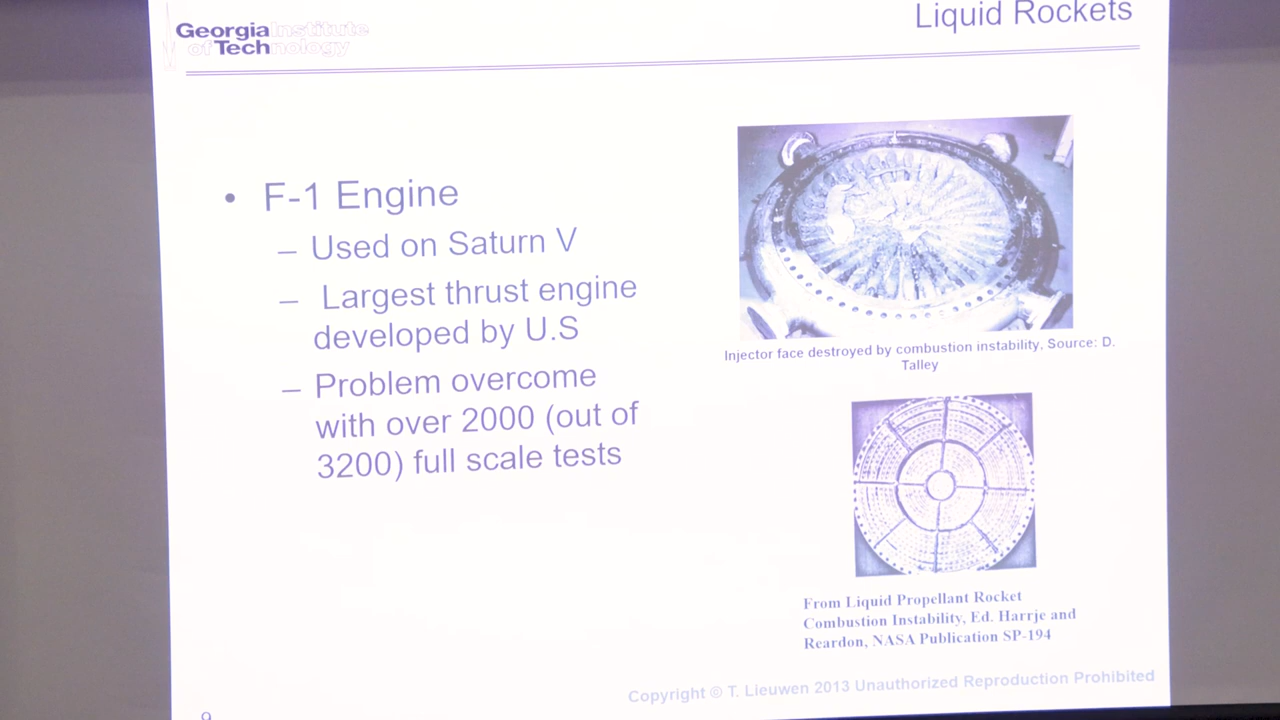 Georgia Institute
of Technology
Liquid Rockets
• F-1 Engine
– Used on Saturn V
– Largest thrust engine
developed by U.S
– Problem overcome
with over 2000 (out of
3200) full scale tests
Injector face destroyed by combustion instability, Source: D.
Talley
From Liquid Propellant Rocket
Combustion Instability, Ed. Harrje and
Reardon, NASA Publication SP-194
Copyright © T. Lieuwen 2013 Unauthorized Reproduction Prohibited
9